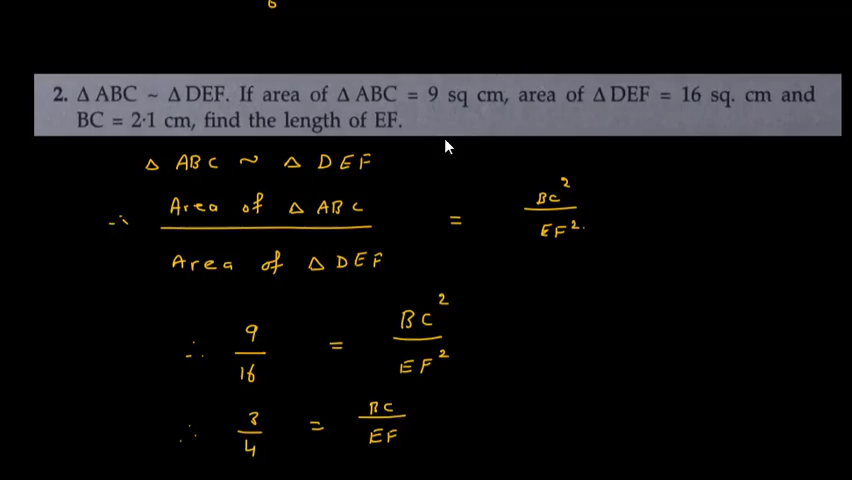 2. Δ ABC ~ Δ DEF. If area of Δ ABC = 9 sq cm, area of Δ DEF = 16 sq. cm and
BC = 2·1 cm, find the length of EF.
Δ ABC ~ Δ DEF
∴ Area of Δ ABC / Area of Δ DEF = BC² / EF².
∴ 9/16 = BC² / EF²
∴ 3/4 = BC / EF